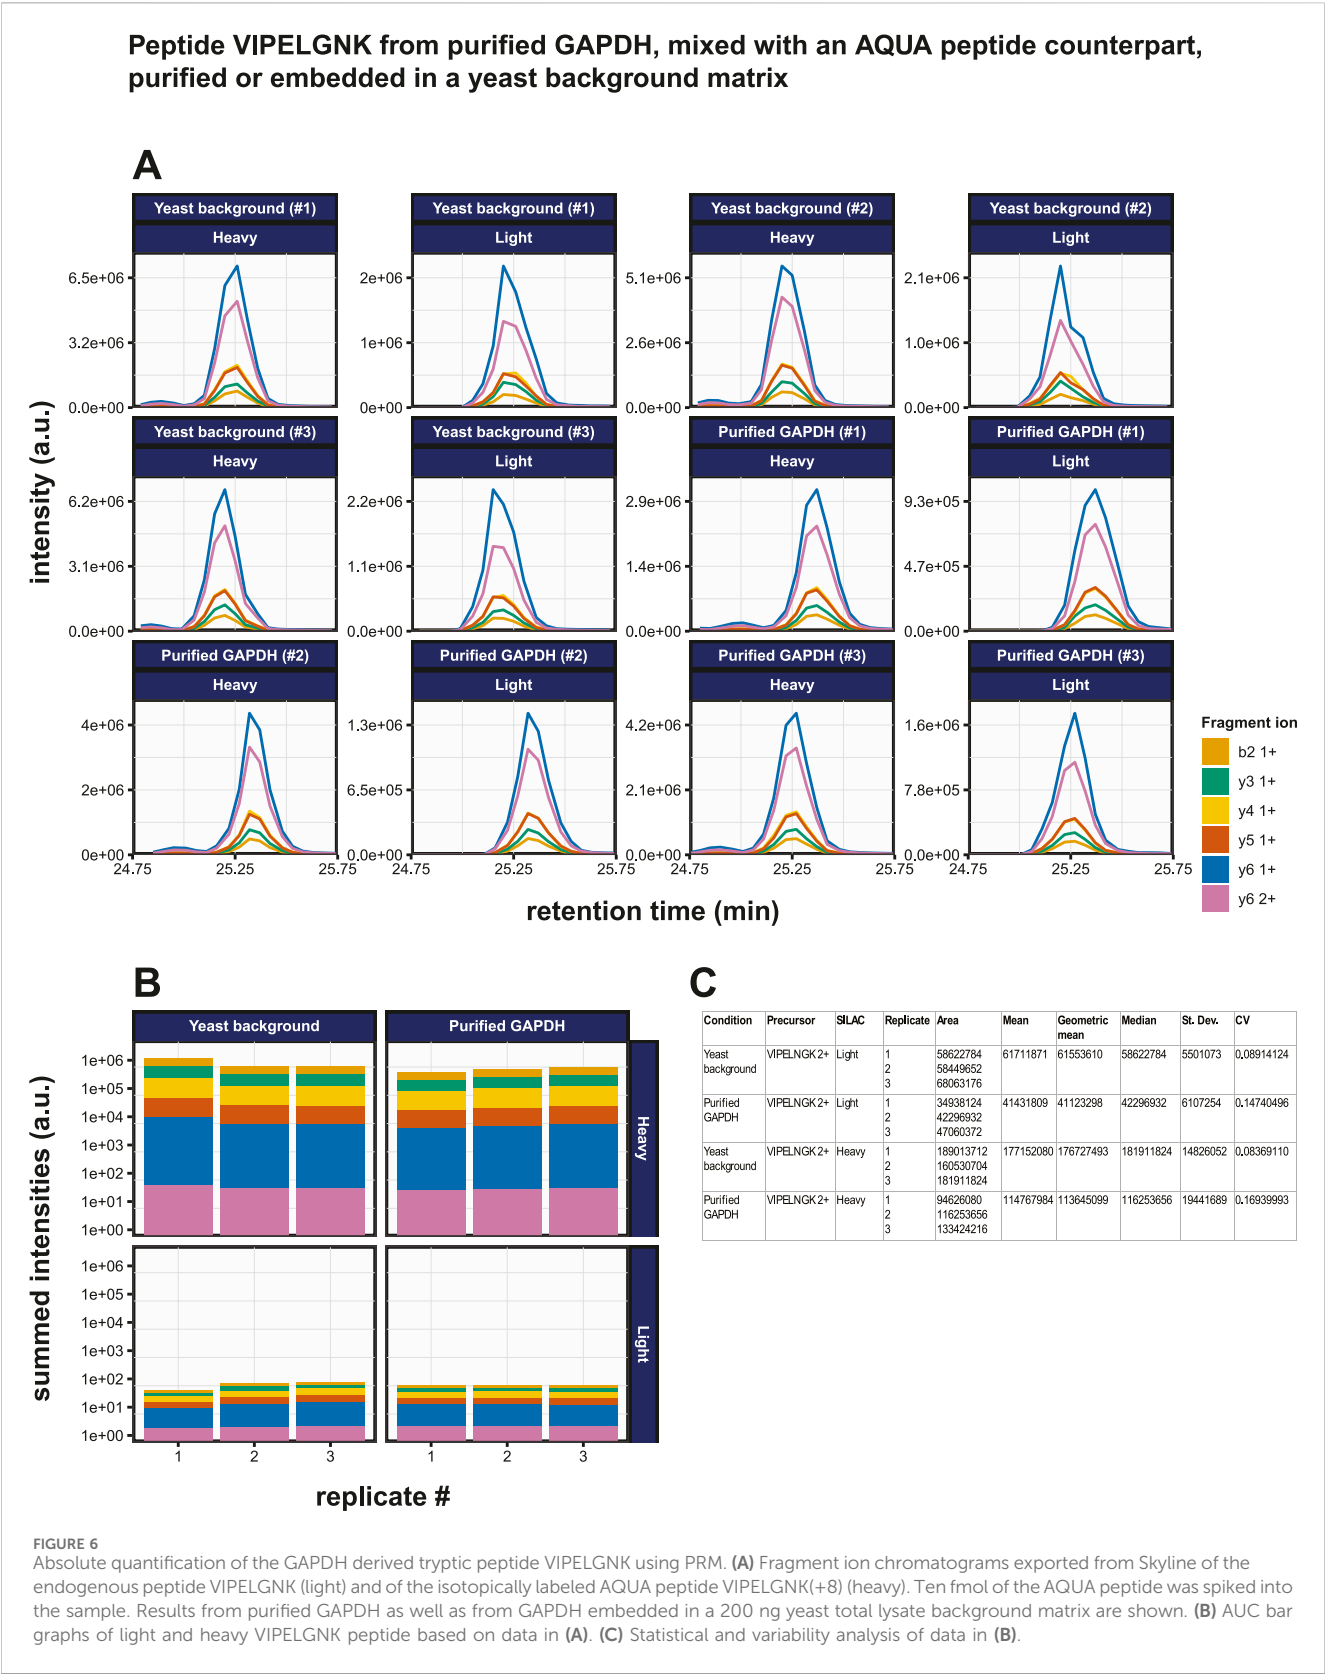 Peptide VIPELGNK from purified GAPDH, mixed with an AQUA peptide counterpart,
purified or embedded in a yeast background matrix
A
Yeast background (#1)
Heavy
Yeast background (#1)
Light
Yeast background (#2)
Heavy
Yeast background (#2)
Light
6.5e+06
3.2e+06
0.0e+00
2e+06
1e+06
0e+00
5.1e+06
2.6e+06
0.0e+00
2.1e+06
1.0e+06
0.0e+00
Yeast background (#3)
Heavy
Yeast background (#3)
Light
Purified GAPDH (#1)
Heavy
Purified GAPDH (#1)
Light
6.2e+06
3.1e+06
0.0e+00
2.2e+06
1.1e+06
0.0e+00
2.9e+06
1.4e+06
0.0e+00
9.3e+05
4.7e+05
0.0e+00
Purified GAPDH (#2)
Heavy
Purified GAPDH (#2)
Light
Purified GAPDH (#3)
Heavy
Purified GAPDH (#3)
Light
4e+06
2e+06
0e+00
1.3e+06
6.5e+05
0.0e+00
4.2e+06
2.1e+06
0.0e+00
1.6e+06
7.8e+05
0.0e+00
24.75 25.25 25.75
24.75 25.25 25.75
24.75 25.25 25.75
24.75 25.25 25.75
intensity (a.u.)
retention time (min)
Fragment ion
b2 1+
y3 1+
y4 1+
y5 1+
y6 1+
y6 2+
B
Yeast background
Purified GAPDH
1e+06
1e+05
1e+04
1e+03
1e+02
1e+01
1e+00
Heavy
1e+06
1e+05
1e+04
1e+03
1e+02
1e+01
1e+00
Light
1 2 3
1 2 3
summed intensities (a.u.)
replicate #
C
Condition Precursor SILAC Replicate Area Mean Geometric mean Median St. Dev. CV
Yeast background VIPELNGK 2+ Light 1 58622784 61711871 61553610 58622784 5501073 0.08914124
2 58449652
3 68063176
Purified GAPDH VIPELNGK 2+ Light 1 34938124 41431809 41123298 42296932 6107254 0.14740496
2 42296932
3 47060372
Yeast background VIPELNGK 2+ Heavy 1 189013712 177152080 176727493 181911824 14826052 0.08369110
2 160530704
3 181911824
Purified GAPDH VIPELNGK 2+ Heavy 1 94626080 114767984 113645099 116253656 19441689 0.16939993
2 116253656
3 133424216
FIGURE 6
Absolute quantification of the GAPDH derived tryptic peptide VIPELGNK using PRM. (A) Fragment ion chromatograms exported from Skyline of the
endogenous peptide VIPELGNK (light) and of the isotopically labeled AQUA peptide VIPELGNK(+8) (heavy). Ten fmol of the AQUA peptide was spiked into
the sample. Results from purified GAPDH as well as from GAPDH embedded in a 200 ng yeast total lysate background matrix are shown. (B) AUC bar
graphs of light and heavy VIPELGNK peptide based on data in (A). (C) Statistical and variability analysis of data in (B).